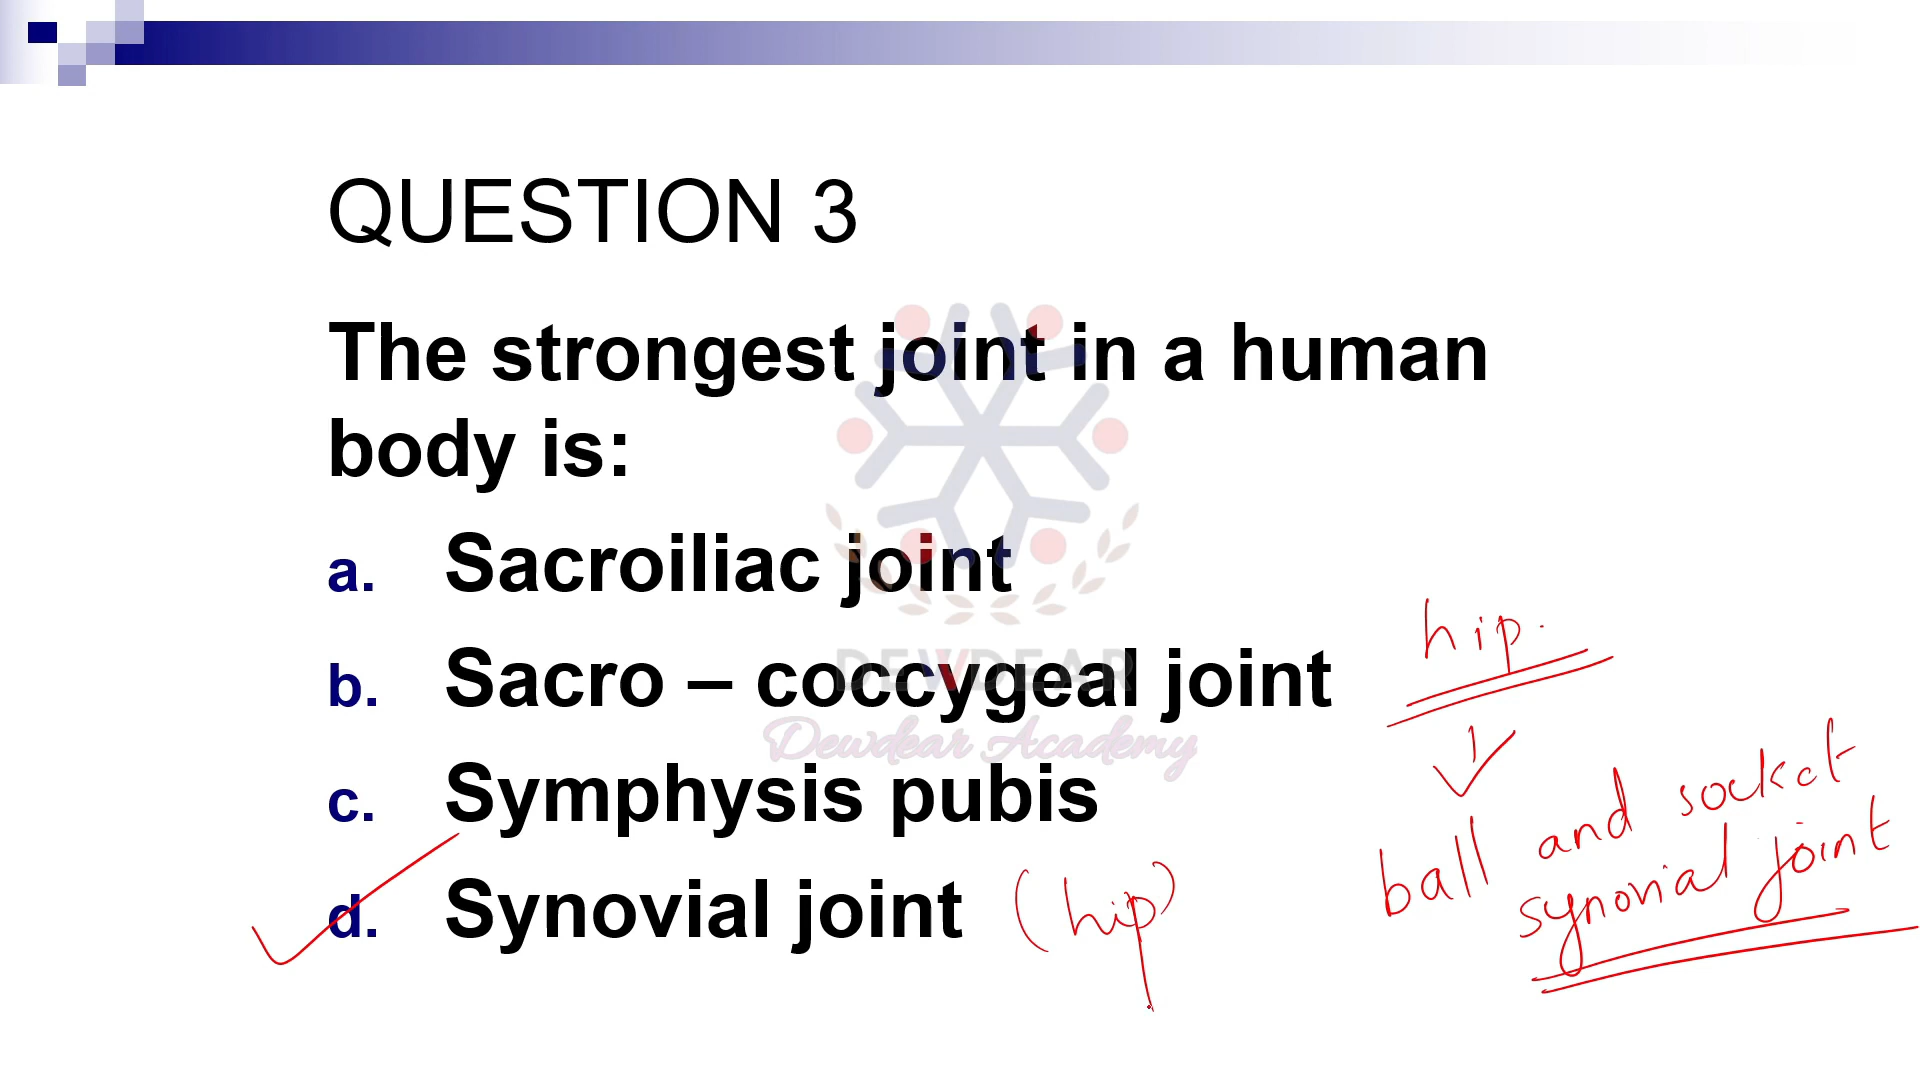 QUESTION 3
The strongest joint in a human
body is:
a. Sacroiliac joint
b. Sacro – coccygeal joint
c. Symphysis pubis
d. Synovial joint (hip)
hip.
ball and socket
synovial joint
DEWDEAR
Dewdear Academy